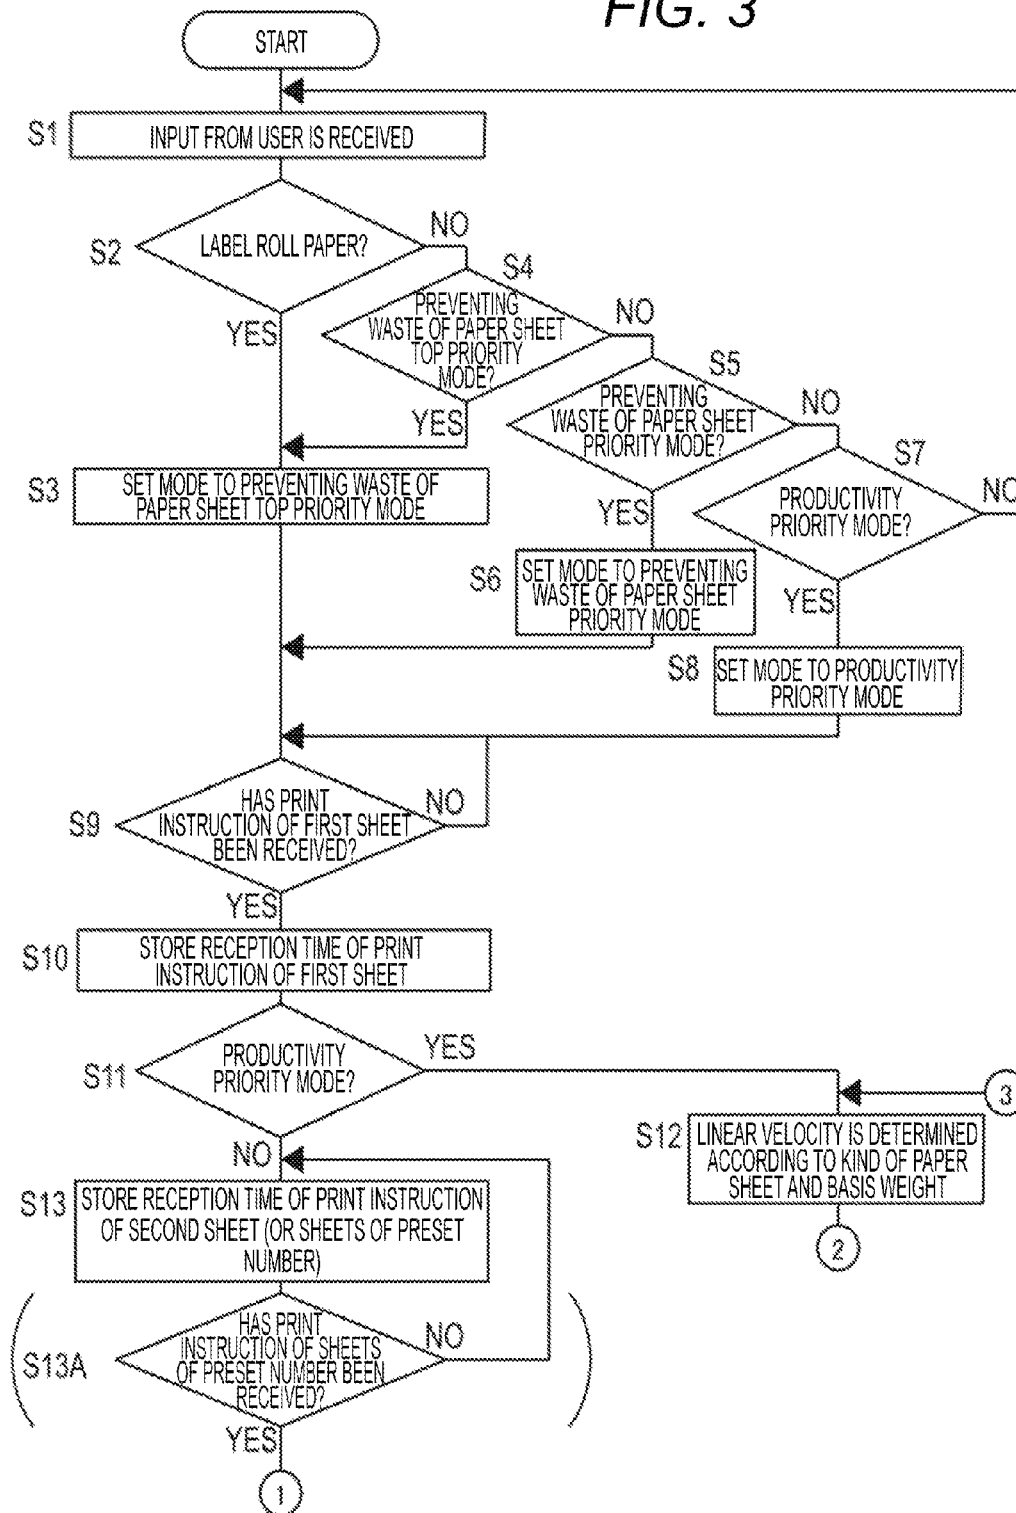 FIG. 3
START
S1
INPUT FROM USER IS RECEIVED
S2
LABEL ROLL PAPER?
NO
YES
S4
PREVENTING
WASTE OF PAPER SHEET
TOP PRIORITY
MODE?
NO
YES
S5
PREVENTING
WASTE OF PAPER SHEET
PRIORITY MODE?
NO
YES
S7
PRODUCTIVITY
PRIORITY MODE?
NO
YES
S3
SET MODE TO PREVENTING WASTE OF
PAPER SHEET TOP PRIORITY MODE
S6
SET MODE TO PREVENTING
WASTE OF PAPER SHEET
PRIORITY MODE
S8
SET MODE TO PRODUCTIVITY
PRIORITY MODE
S9
HAS PRINT
INSTRUCTION OF FIRST SHEET
BEEN RECEIVED?
NO
YES
S10
STORE RECEPTION TIME OF PRINT
INSTRUCTION OF FIRST SHEET
S11
PRODUCTIVITY
PRIORITY MODE?
YES
NO
3
S12
LINEAR VELOCITY IS DETERMINED
ACCORDING TO KIND OF PAPER
SHEET AND BASIS WEIGHT
2
S13
STORE RECEPTION TIME OF PRINT INSTRUCTION
OF SECOND SHEET (OR SHEETS OF PRESET
NUMBER)
S13A
HAS PRINT
INSTRUCTION OF SHEETS
OF PRESET NUMBER BEEN
RECEIVED?
NO
YES
1